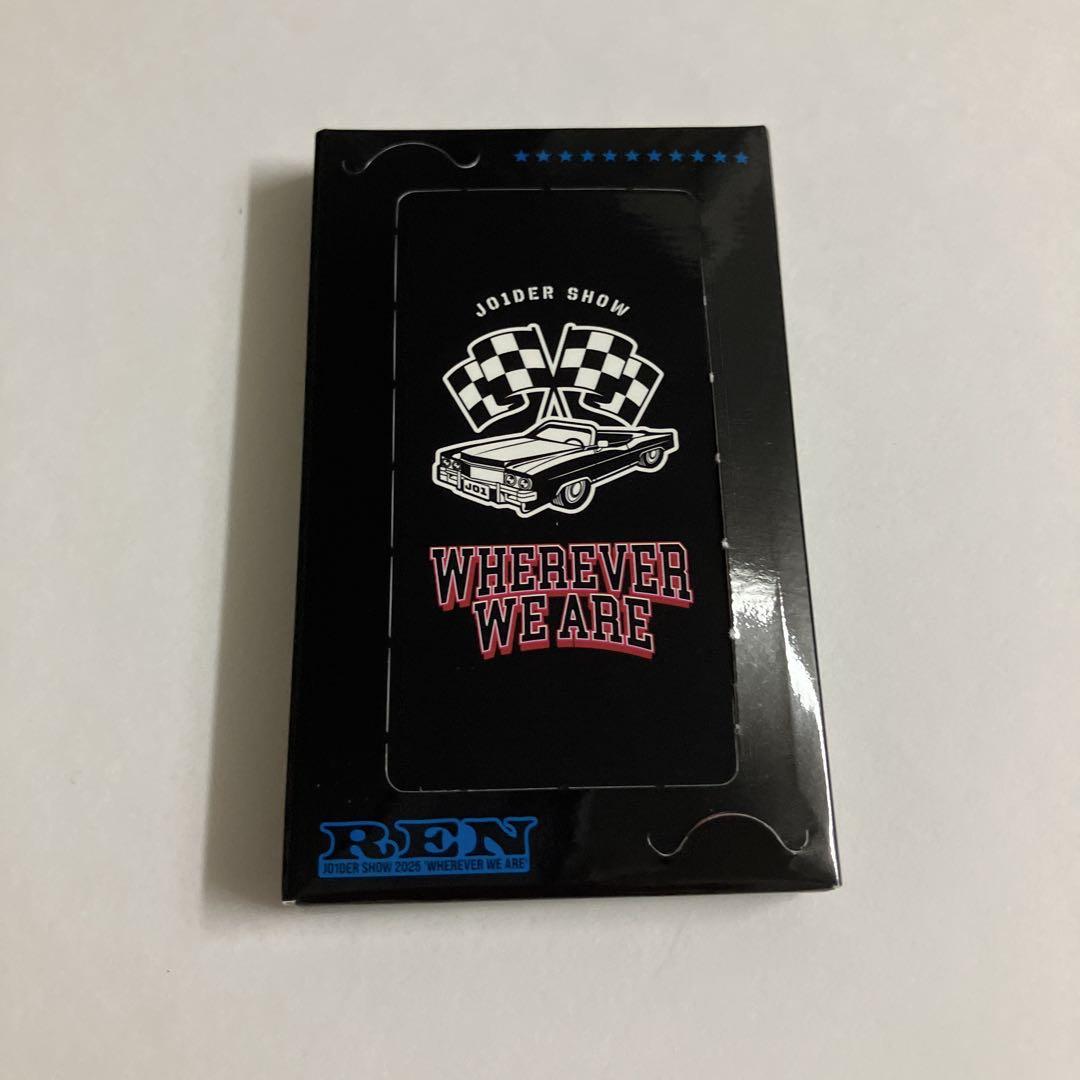 JO1DER SHOW
JO1
WHEREVER
WE ARE
REN
JO1DER SHOW 2025 'WHEREVER WE ARE'